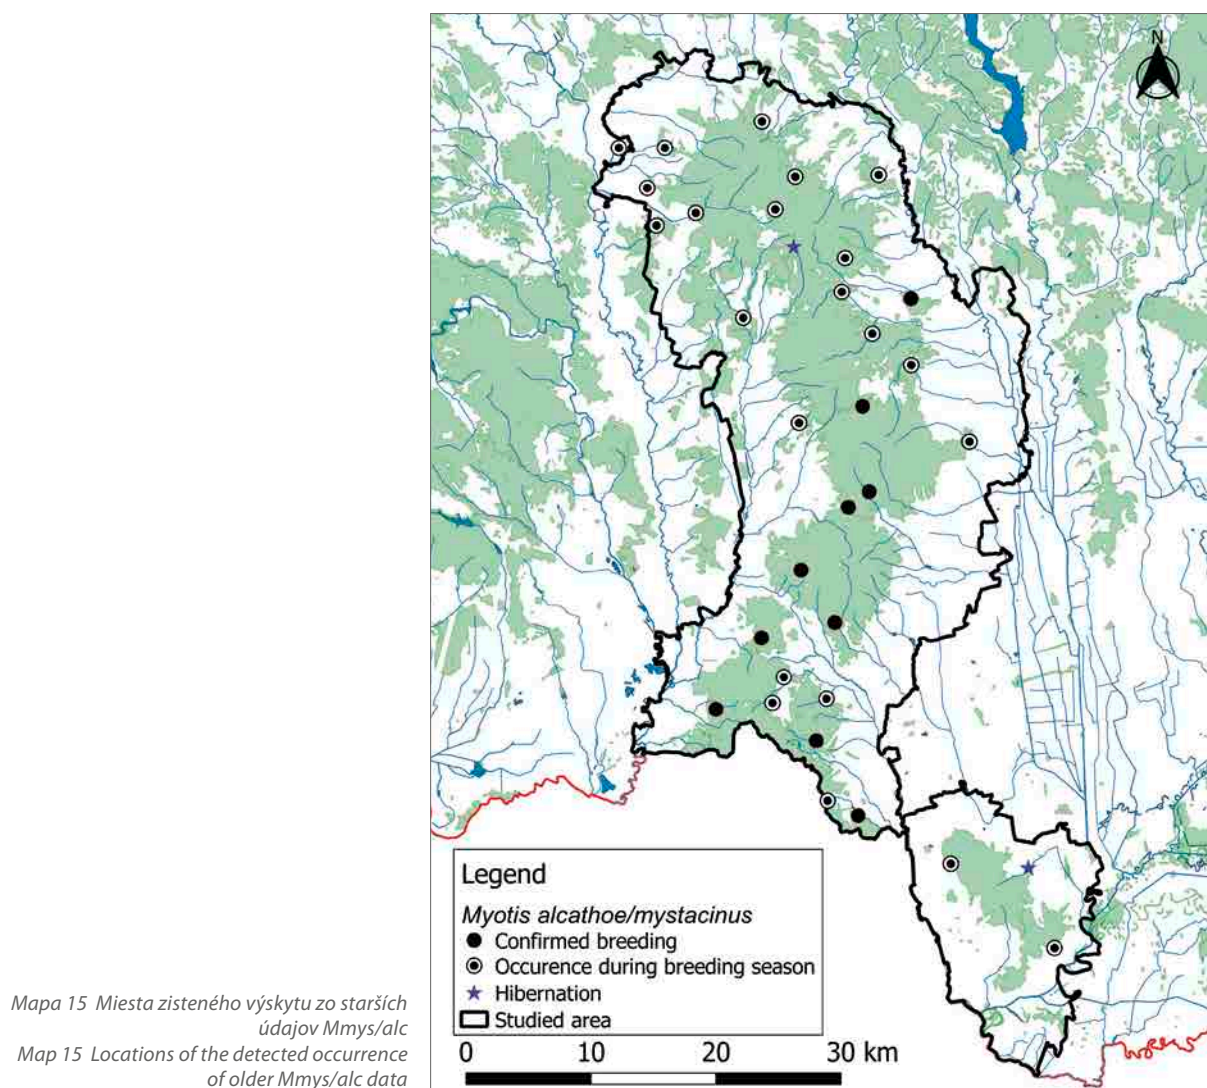 N
Legend
Myotis alcathoe/mystacinus
Confirmed breeding
Occurence during breeding season
Hibernation
Studied area
0 10 20 30 km
Mapa 15 Miesta zisteného výskytu zo starších
údajov Mmys/alc
Map 15 Locations of the detected occurrence
of older Mmys/alc data